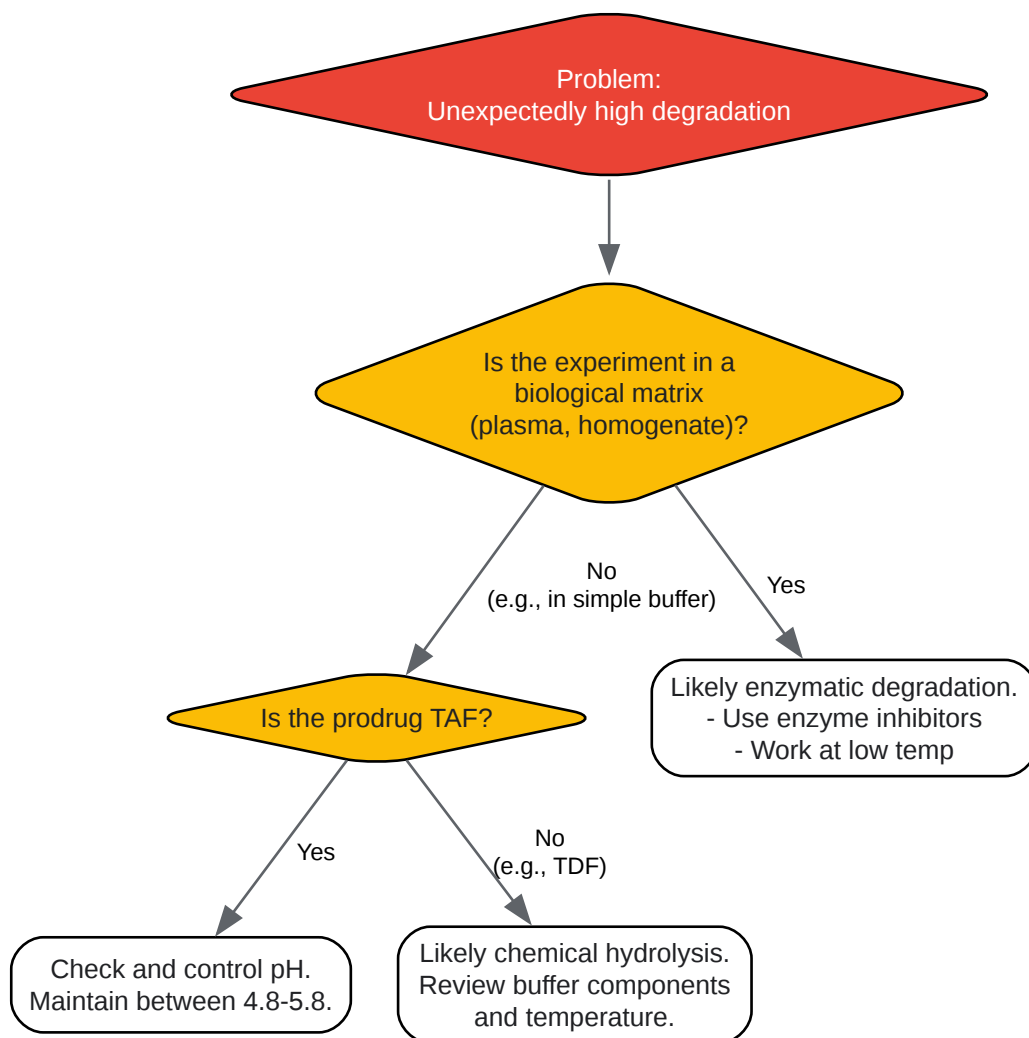 Problem:
Unexpectedly high degradation
Is the experiment in a
biological matrix
(plasma, homogenate)?
No
(e.g., in simple buffer)
Yes
Likely enzymatic degradation.
- Use enzyme inhibitors
- Work at low temp
Is the prodrug TAF?
Yes
No
(e.g., TDF)
Check and control pH.
Maintain between 4.8-5.8.
Likely chemical hydrolysis.
Review buffer components
and temperature.